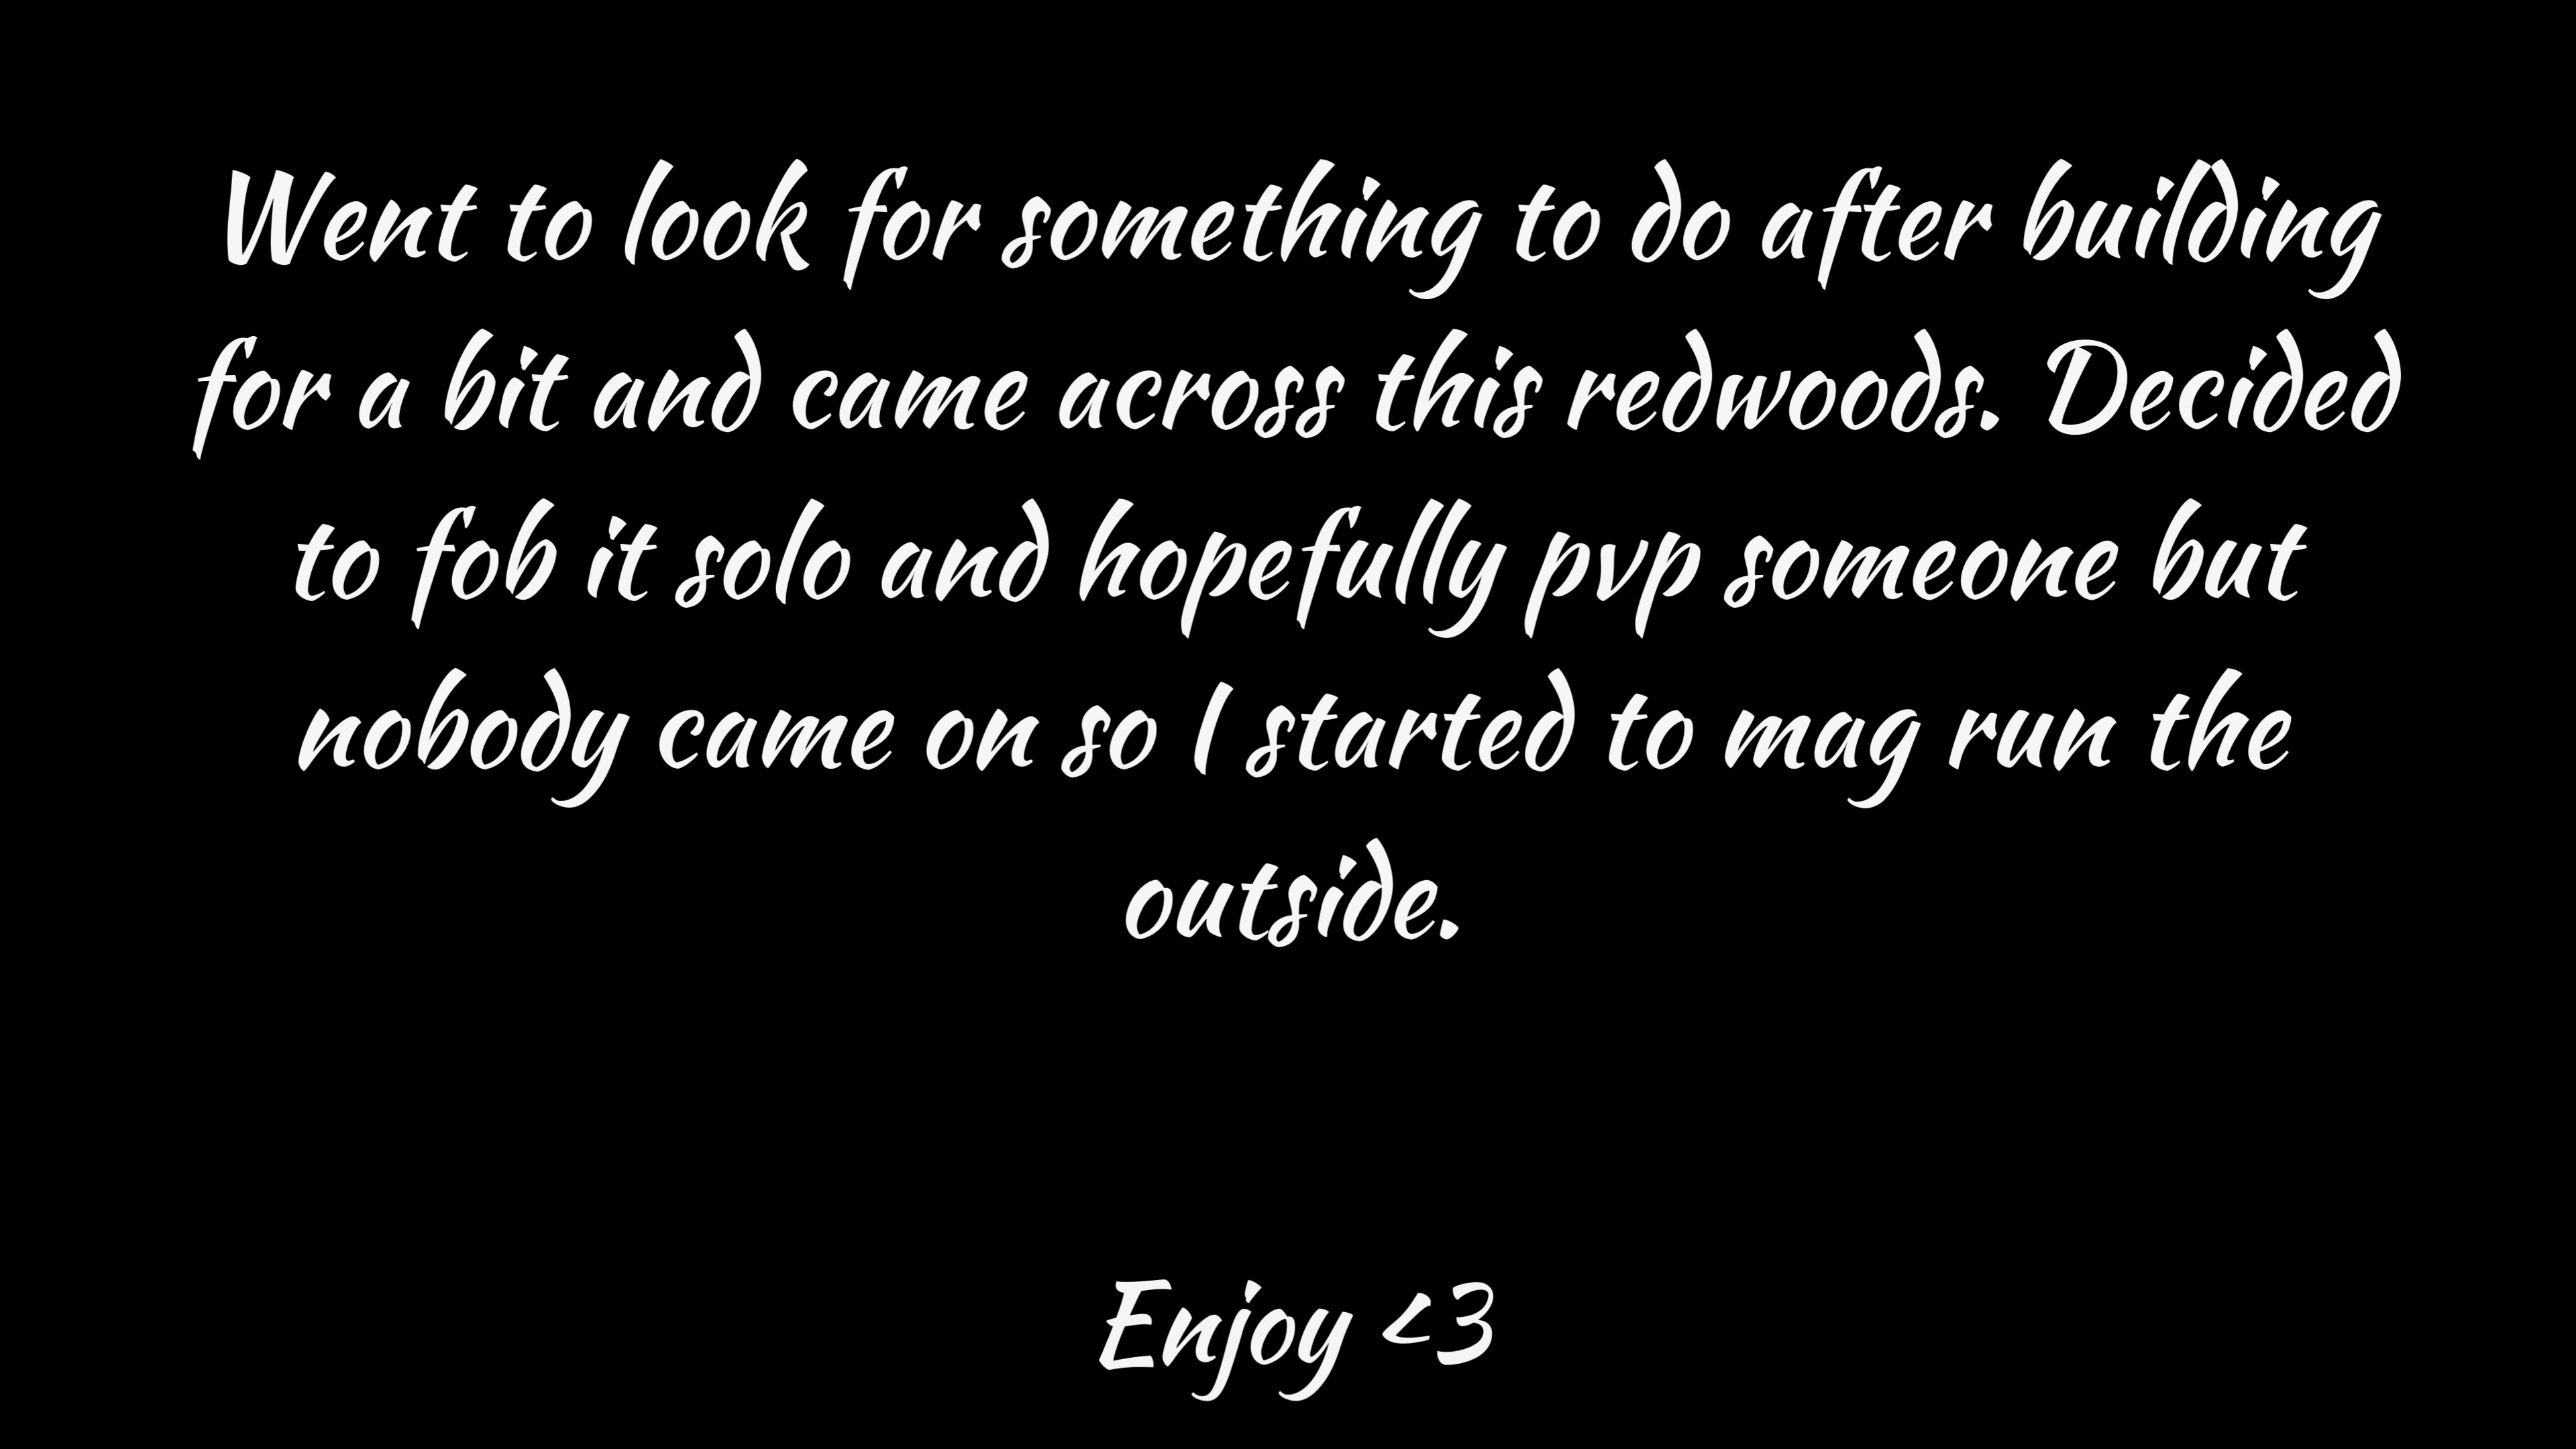 Went to look for something to do after building
for a bit and came across this redwoods. Decided
to fob it solo and hopefully pvp someone but
nobody came on so I started to mag run the
outside.
Enjoy <3